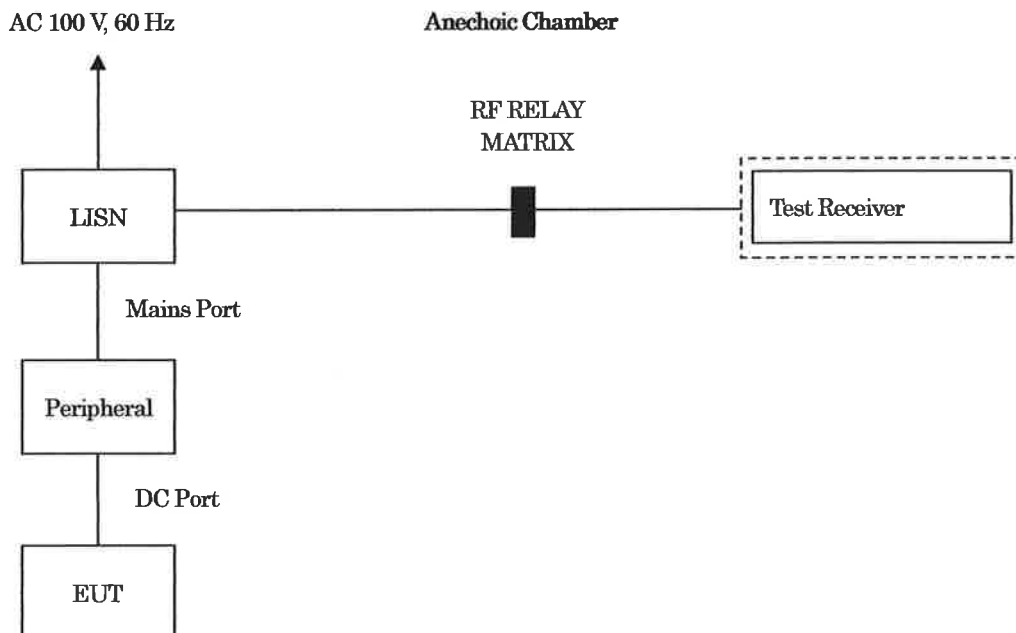 AC 100 V, 60 Hz
Anechoic Chamber
RF RELAY
MATRIX
LISN
Test Receiver
Mains Port
Peripheral
DC Port
EUT